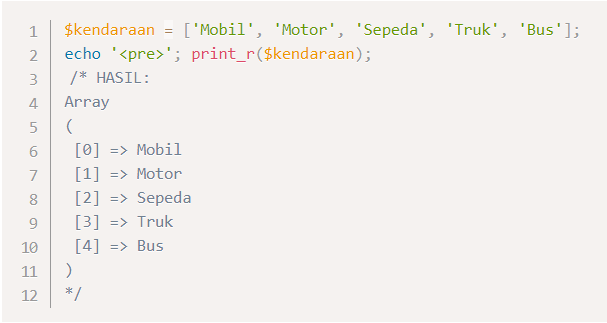 1 $kendaraan = ['Mobil', 'Motor', 'Sepeda', 'Truk', 'Bus'];
2 echo '<pre>'; print_r($kendaraan);
3 /* HASIL:
4 Array
5 (
6 [0] => Mobil
7 [1] => Motor
8 [2] => Sepeda
9 [3] => Truk
10 [4] => Bus
11 )
12 */